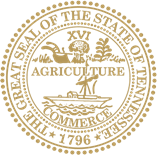 THE GREAT SEAL OF THE STATE OF TENNESSEE
XVI
AGRICULTURE
COMMERCE
1796